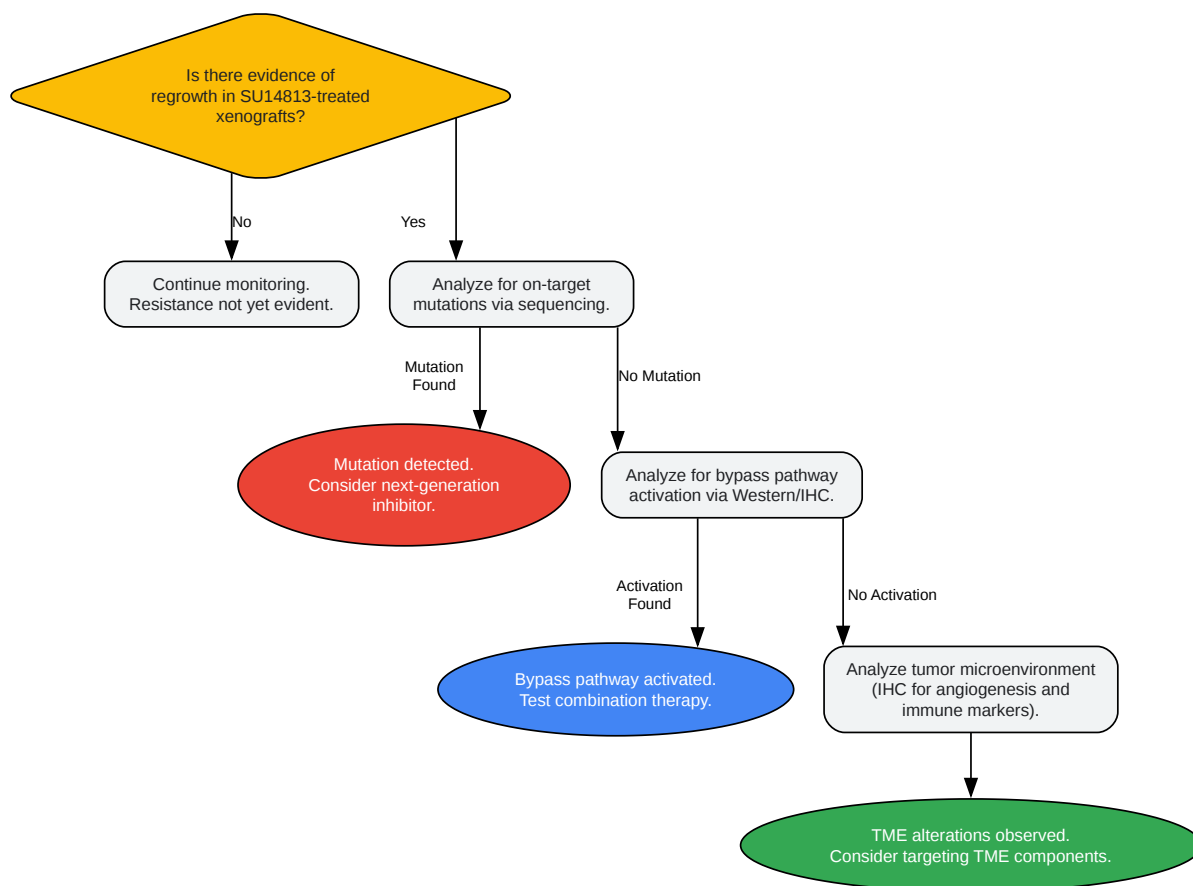 Is there evidence of
regrowth in SU14813-treated
xenografts?
No
Yes
Continue monitoring.
Resistance not yet evident.
Analyze for on-target
mutations via sequencing.
Mutation
Found
No Mutation
Mutation detected.
Consider next-generation
inhibitor.
Analyze for bypass pathway
activation via Western/IHC.
Activation
Found
No Activation
Bypass pathway activated.
Test combination therapy.
Analyze tumor microenvironment
(IHC for angiogenesis and
immune markers).
TME alterations observed.
Consider targeting TME components.